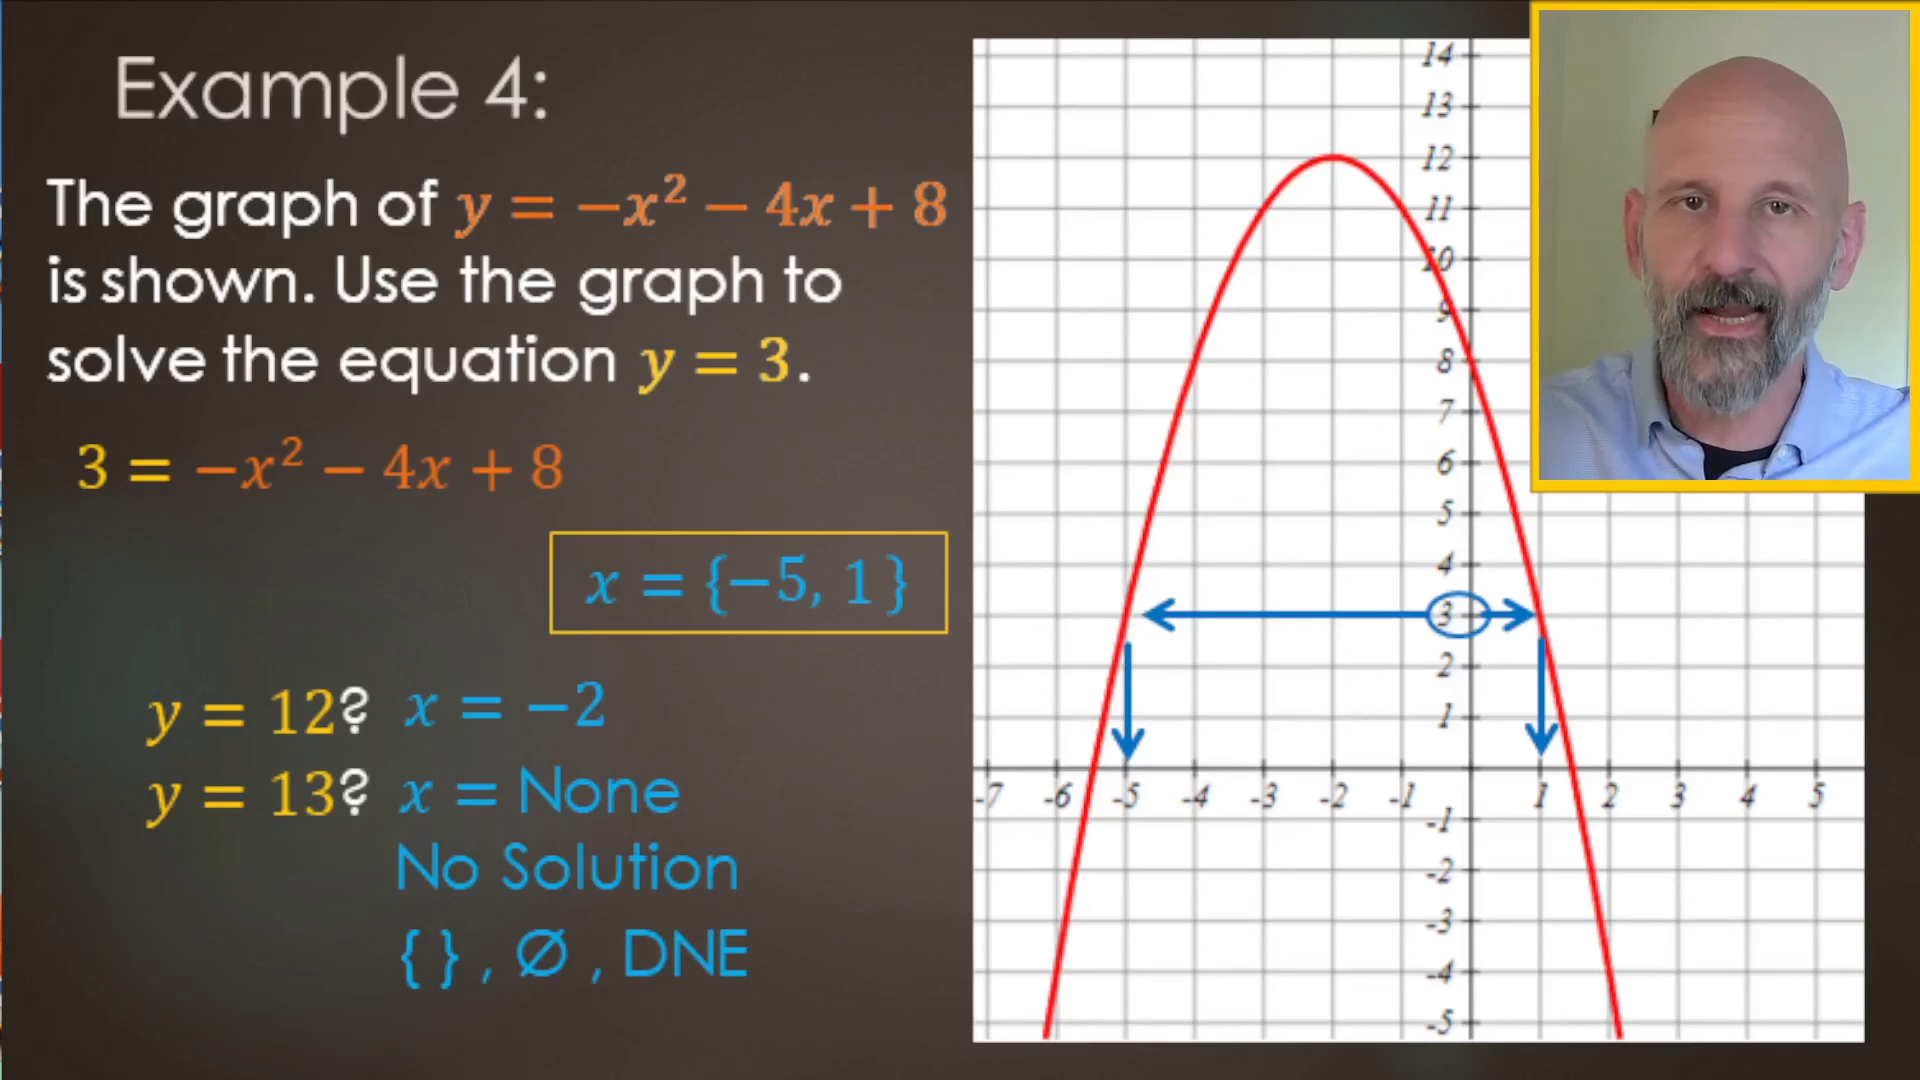 Example 4:
The graph of y = −x² − 4x + 8
is shown. Use the graph to
solve the equation y = 3.
3 = −x² − 4x + 8
x = {−5, 1 }
y = 12? x = −2
y = 13? x = None
No Solution
{ } , Ø , DNE
14
13
12
11
10
9
8
7
6
5
4
3
2
1
-7 -6 -5 -4 -3 -2 -1 1 2 3 4 5
-1
-2
-3
-4
-5